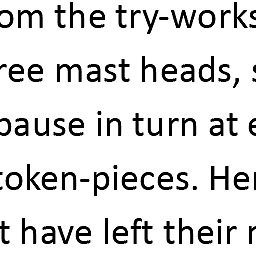 om the try-works
ree mast heads, s
pause in turn at e
token-pieces. Her
t have left their r